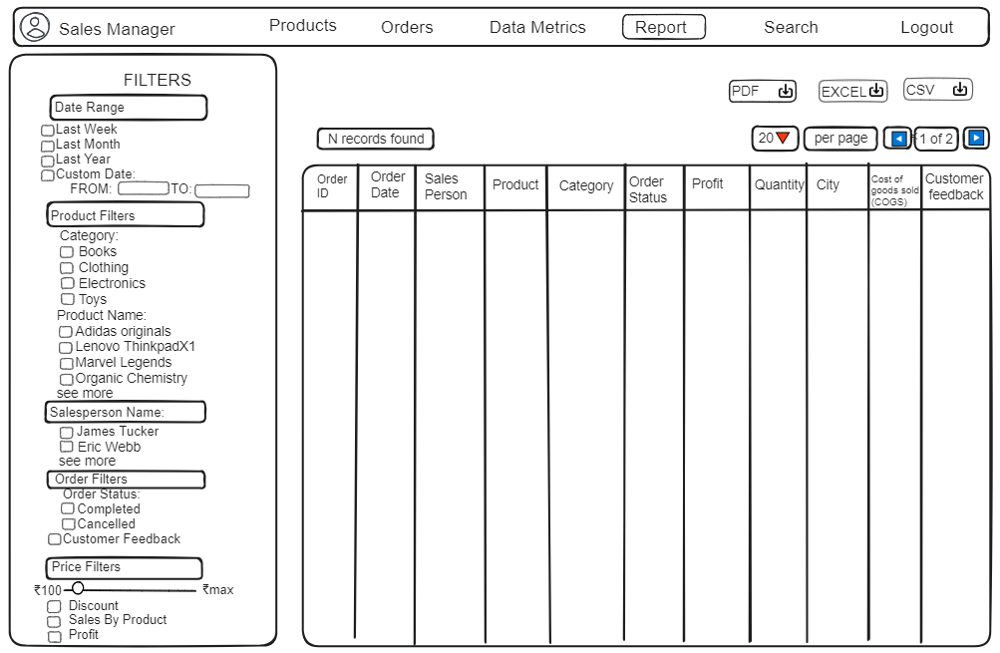 Sales Manager Products Orders Data Metrics Report Search Logout
FILTERS
Date Range
Last Week
Last Month
Last Year
Custom Date:
FROM: TO:
Product Filters
Category:
Books
Clothing
Electronics
Toys
Product Name:
Adidas originals
Lenovo ThinkpadX1
Marvel Legends
Organic Chemistry
see more
Salesperson Name:
James Tucker
Eric Webb
see more
Order Filters
Order Status:
Completed
Cancelled
Customer Feedback
Price Filters
₹100 ₹max
Discount
Sales By Product
Profit
PDF EXCEL CSV
N records found 20 per page 1 of 2
Order ID
Order Date
Sales Person
Product
Category
Order Status
Profit
Quantity
City
Cost of goods sold (COGS)
Customer feedback